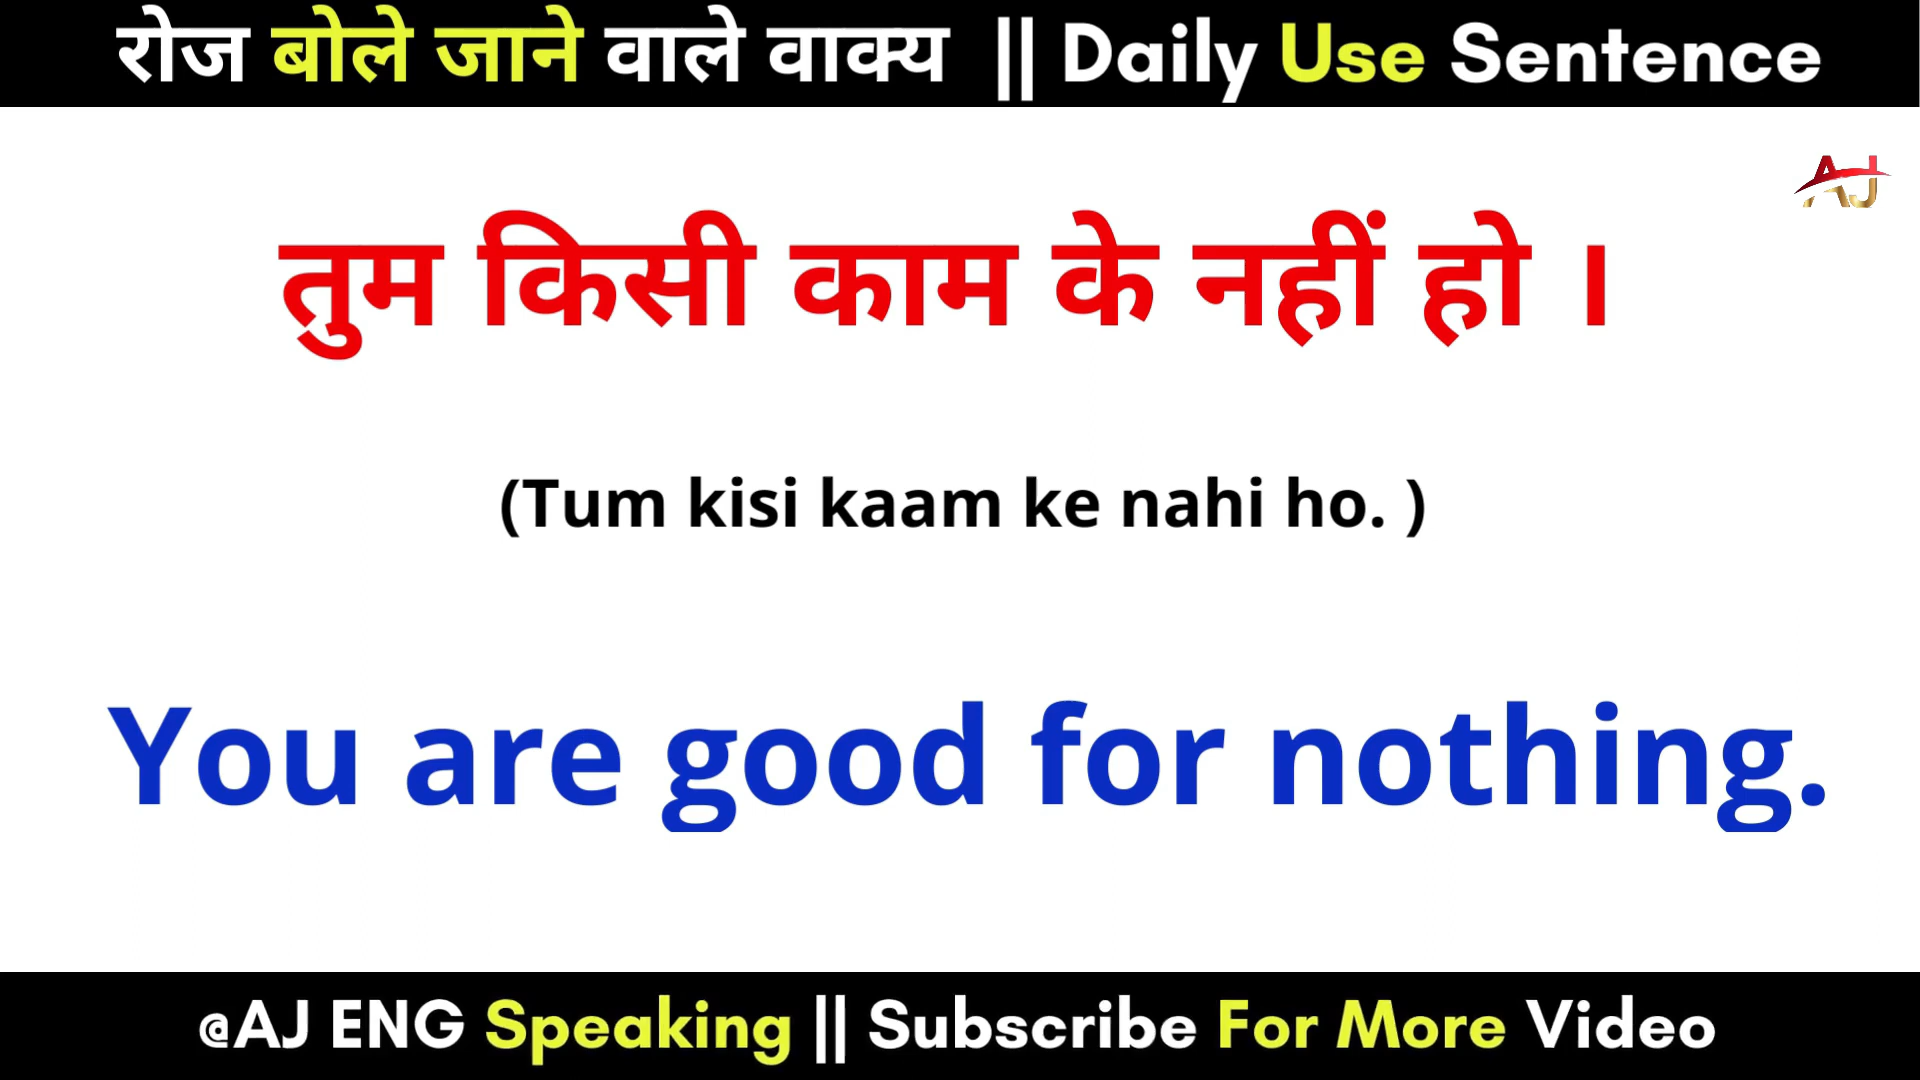 रोज बोले जाने वाले वाक्य || Daily Use Sentence
AJ
तुम किसी काम के नहीं हो ।
(Tum kisi kaam ke nahi ho. )
You are good for nothing.
@AJ ENG Speaking || Subscribe For More Video